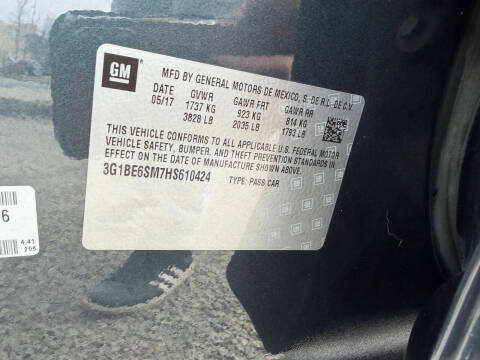 GM
MFD BY GENERAL MOTORS DE MEXICO, S. DE R.L. DE C.V.
DATE GVWR GAWR FRT GAWR RR
05/17 1737 KG 923 KG 814 KG
3828 LB 2035 LB 1793 LB
THIS VEHICLE CONFORMS TO ALL APPLICABLE U.S. FEDERAL MOTOR
VEHICLE SAFETY, BUMPER, AND THEFT PREVENTION STANDARDS IN
EFFECT ON THE DATE OF MANUFACTURE SHOWN ABOVE.
3G1BE6SM7HS610424 TYPE: PASS CAR
6
4.41